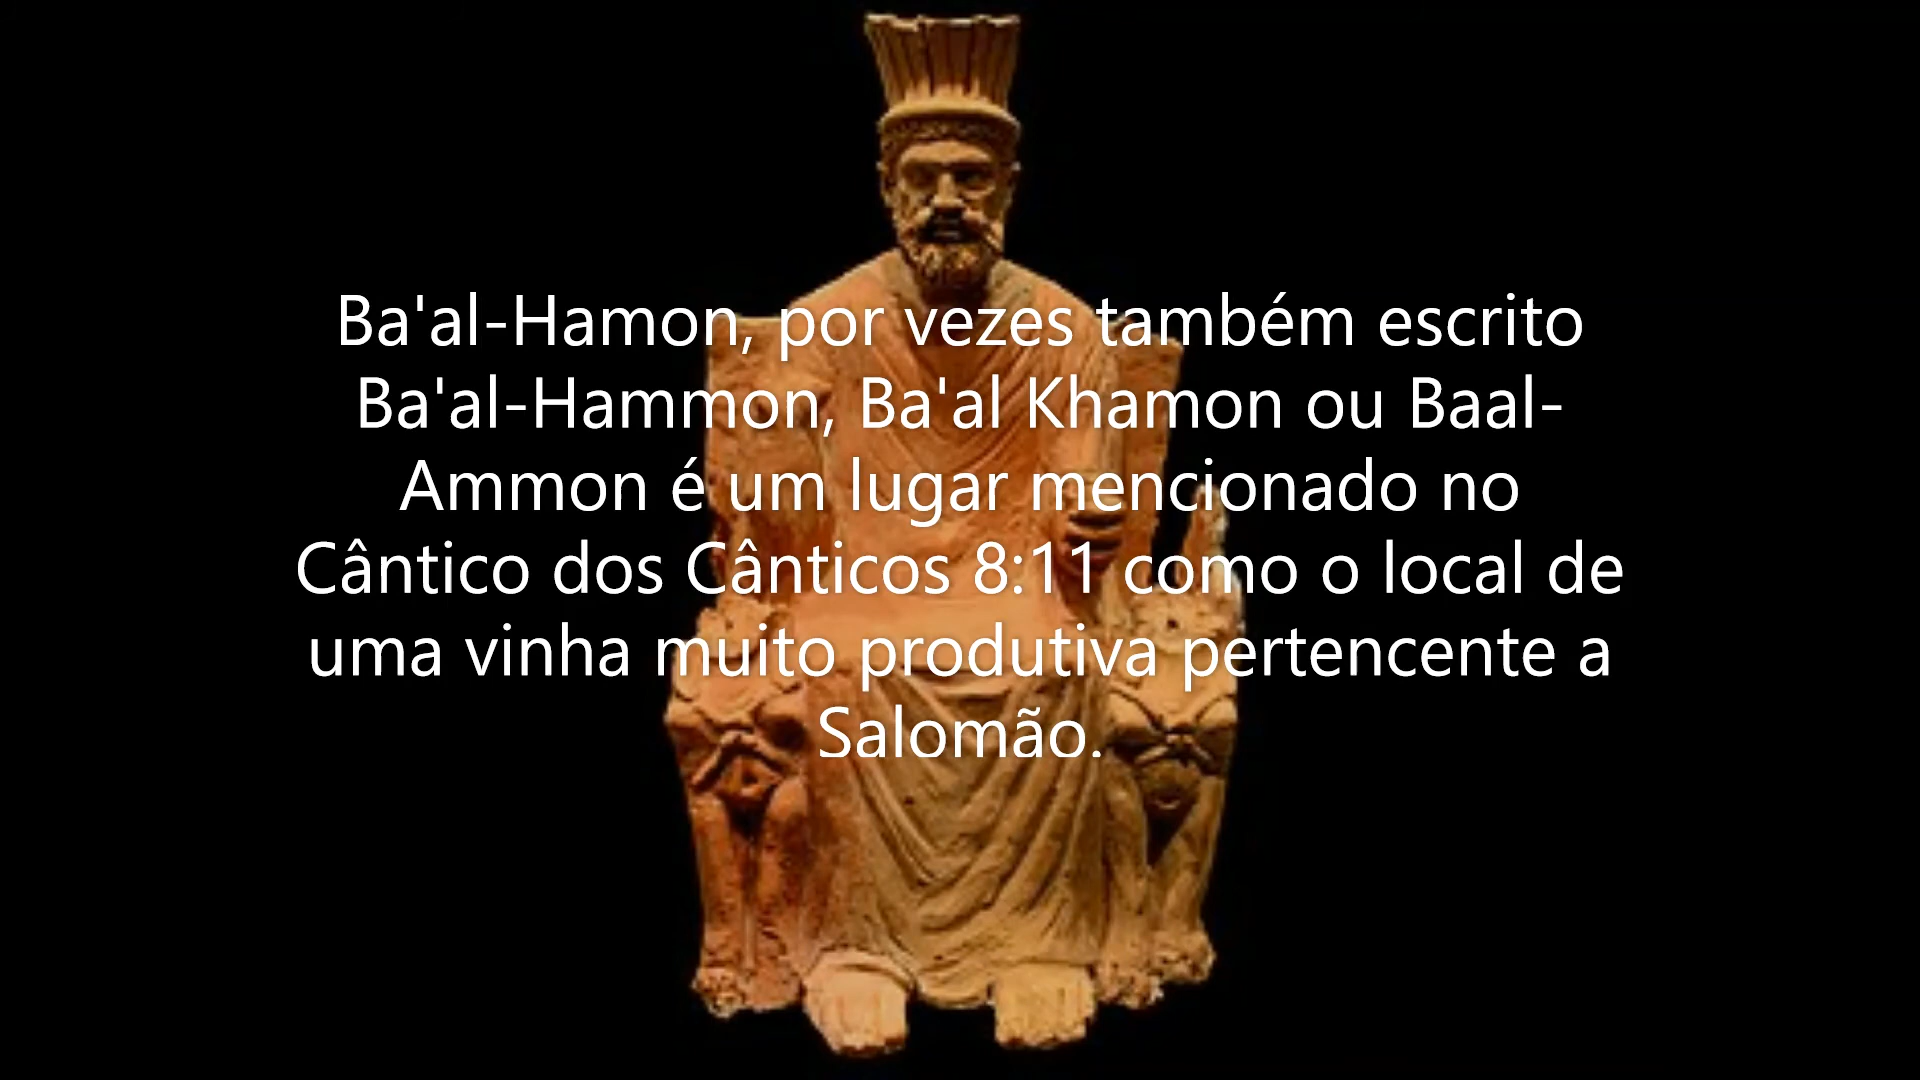 Ba'al-Hamon, por vezes também escrito
Ba'al-Hammon, Ba'al Khamon ou Baal-
Ammon é um lugar mencionado no
Cântico dos Cânticos 8:11 como o local de
uma vinha muito produtiva pertencente a
Salomão.